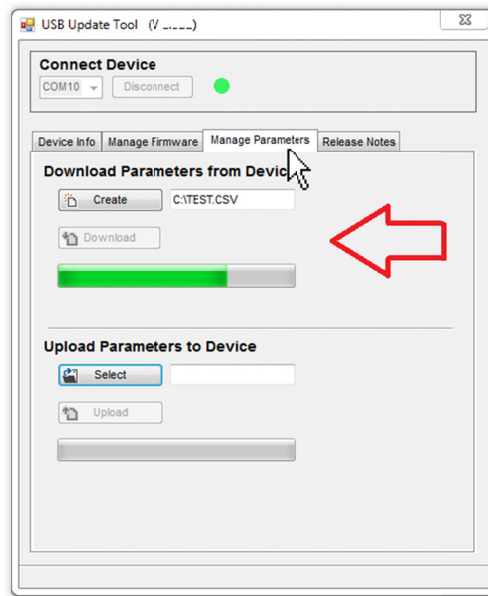 USB Update Tool (V
Connect Device
COM10 Disconnect
Device Info Manage Firmware Manage Parameters Release Notes
Download Parameters from Devic
Create C:\TEST.CSV
Download
Upload Parameters to Device
Select
Upload